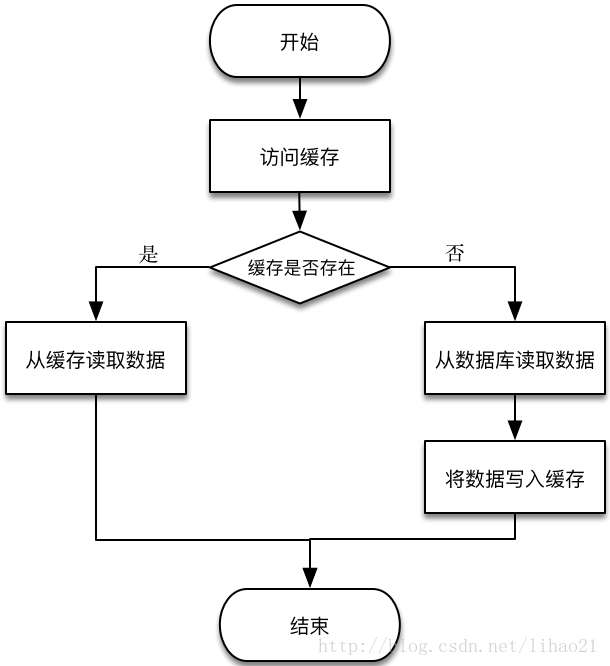 开始
访问缓存
缓存是否存在
是
否
从缓存读取数据
从数据库读取数据
将数据写入缓存
结束
http://blog.csdn.net/lihao21